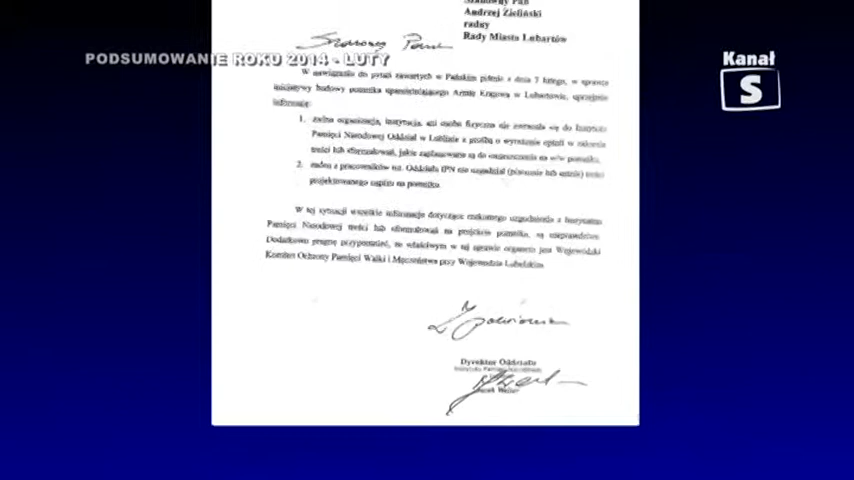 Szanowny Pan
Andrzej Zieliński
radny
Rady Miasta Lubartów
Szanowny Panie
PODSUMOWANIE ROKU 2014 - LUTY
Kanał
S
W nawiązaniu do pytań zawartych w Pańskim piśmie z dnia 7 lutego, w sprawie
inicjatywy budowy pomnika upamiętniającego Armię Krajową w Lubartowie, uprzejmie
informuję:
1. żadna organizacja, instytucja, ani osoba fizyczna nie zwracała się do Instytutu
Pamięci Narodowej Oddział w Lublinie z prośbą o wyrażenie opinii w zakresie
treści lub sformułowań, jakie zaplanowane są do umieszczenia na w/w pomniku,
2. żaden z pracowników tut. Oddziału IPN nie uzgadniał (pisemnie lub ustnie) treści
projektowanego napisu na pomniku.
W tej sytuacji wszelkie informacje dotyczące rzekomego uzgodnienia z Instytutem
Pamięci Narodowej treści lub sformułowań na projekcie pomnika, są nieprawdziwe.
Dodatkowo pragnę przypomnieć, że właściwym w tej sprawie organem jest Wojewódzki
Komitet Ochrony Pamięci Walki i Męczeństwa przy Wojewodzie Lubelskim.
Dyrektor Oddziału
Instytutu Pamięci Narodowej